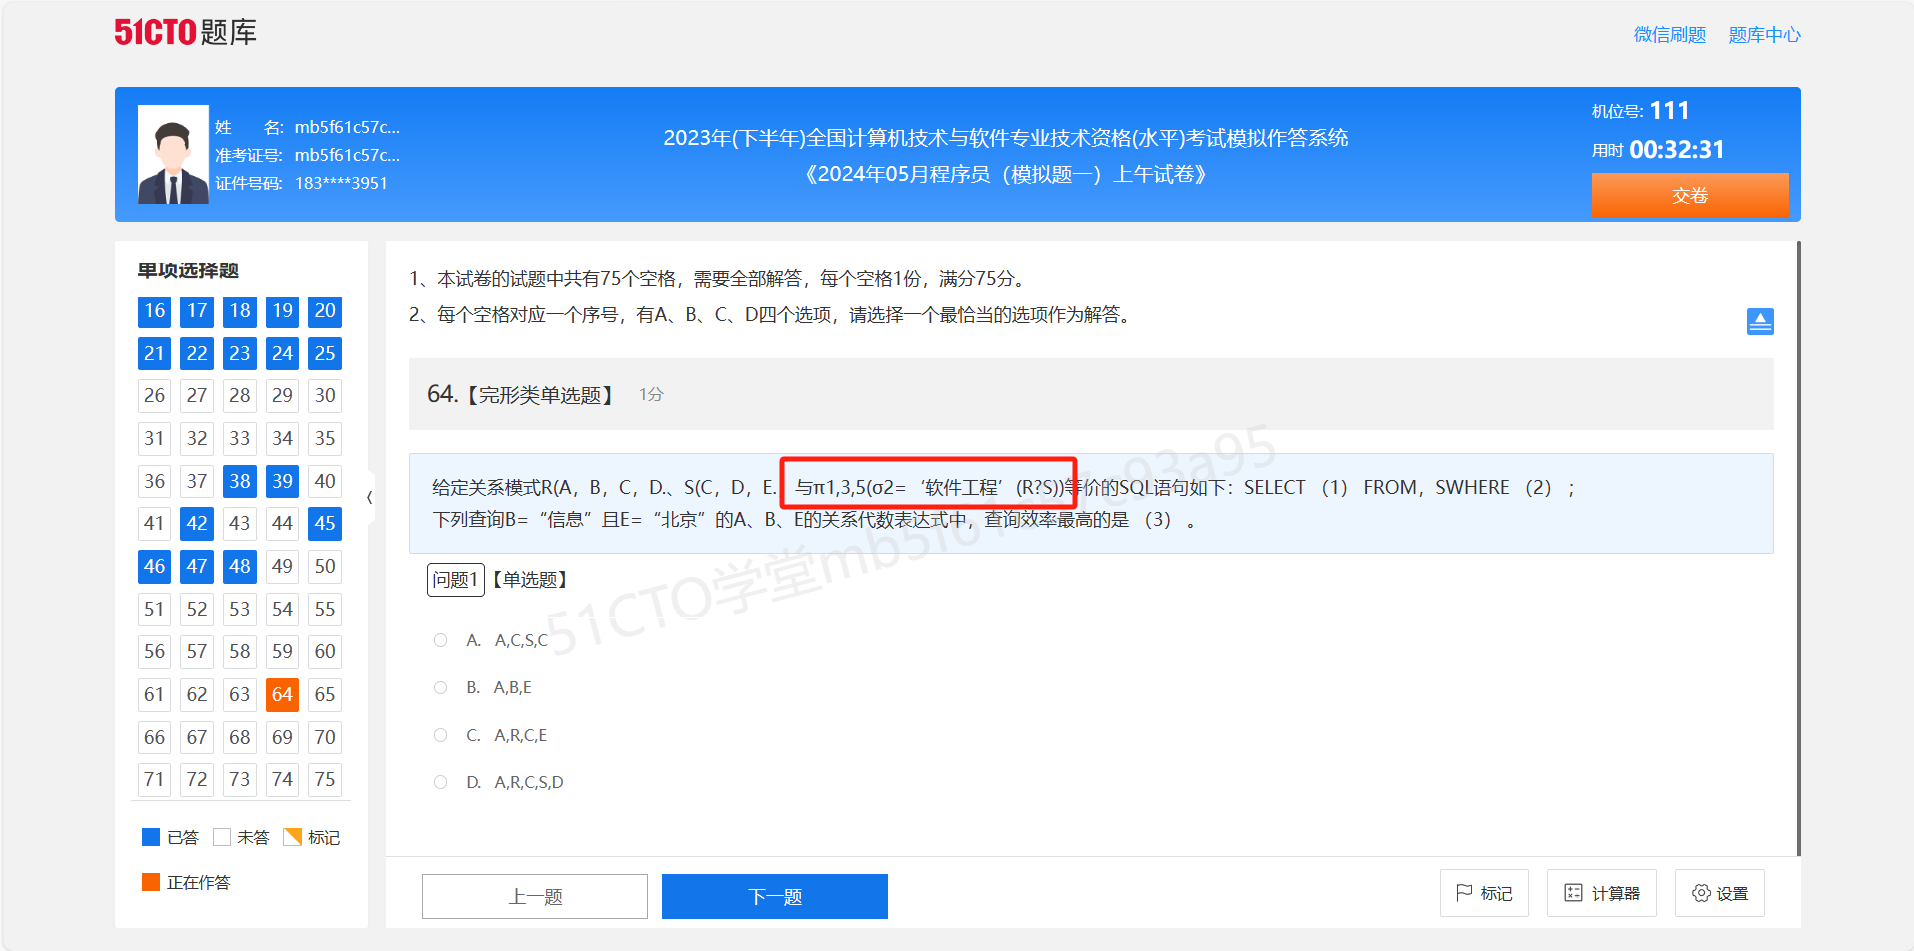 51CTO题库
微信刷题 题库中心
姓 名: mb5f61c57c...
准考证号: mb5f61c57c...
证件号码: 183****3951
2023年(下半年)全国计算机技术与软件专业技术资格(水平)考试模拟作答系统
《2024年05月程序员（模拟题一）上午试卷》
机位号: 111
用时 00:32:31
交卷
单项选择题
16 17 18 19 20
21 22 23 24 25
26 27 28 29 30
31 32 33 34 35
36 37 38 39 40
41 42 43 44 45
46 47 48 49 50
51 52 53 54 55
56 57 58 59 60
61 62 63 64 65
66 67 68 69 70
71 72 73 74 75
已答 未答 标记
正在作答
1、本试卷的试题中共有75个空格，需要全部解答，每个空格1份，满分75分。
2、每个空格对应一个序号，有A、B、C、D四个选项，请选择一个最恰当的选项作为解答。
64.【完形类单选题】 1分
给定关系模式R(A，B，C，D.、S(C，D，E. 与π1,3,5(σ2=‘软件工程’(R?S))等价的SQL语句如下：SELECT （1） FROM，SWHERE （2） ；
下列查询B=“信息”且E=“北京”的A、B、E的关系代数表达式中，查询效率最高的是 （3） 。
问题1【单选题】
A. A,C,S,C
B. A,B,E
C. A,R,C,E
D. A,R,C,S,D
51CTO学堂mb5f61c57c93a95
上一题 下一题
标记 计算器 设置